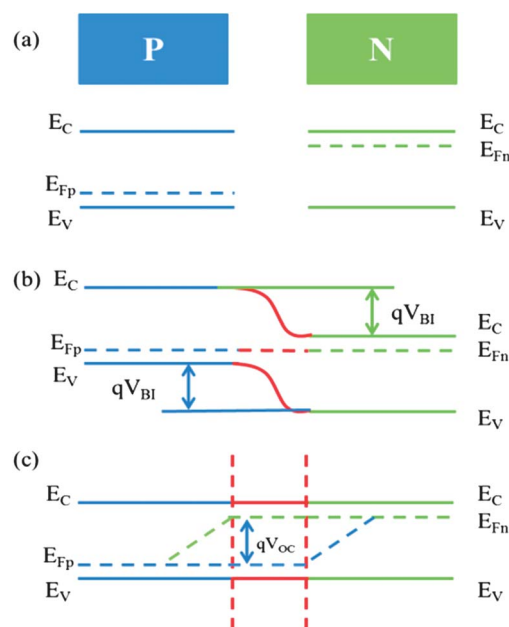 (a)
P N
E_C E_C
E_Fn
E_Fp
E_V E_V
(b)
E_C
qV_BI
E_C
E_Fp E_Fn
E_V
qV_BI
E_V
(c)
E_C E_C
E_Fn
qV_OC
E_Fp
E_V E_V